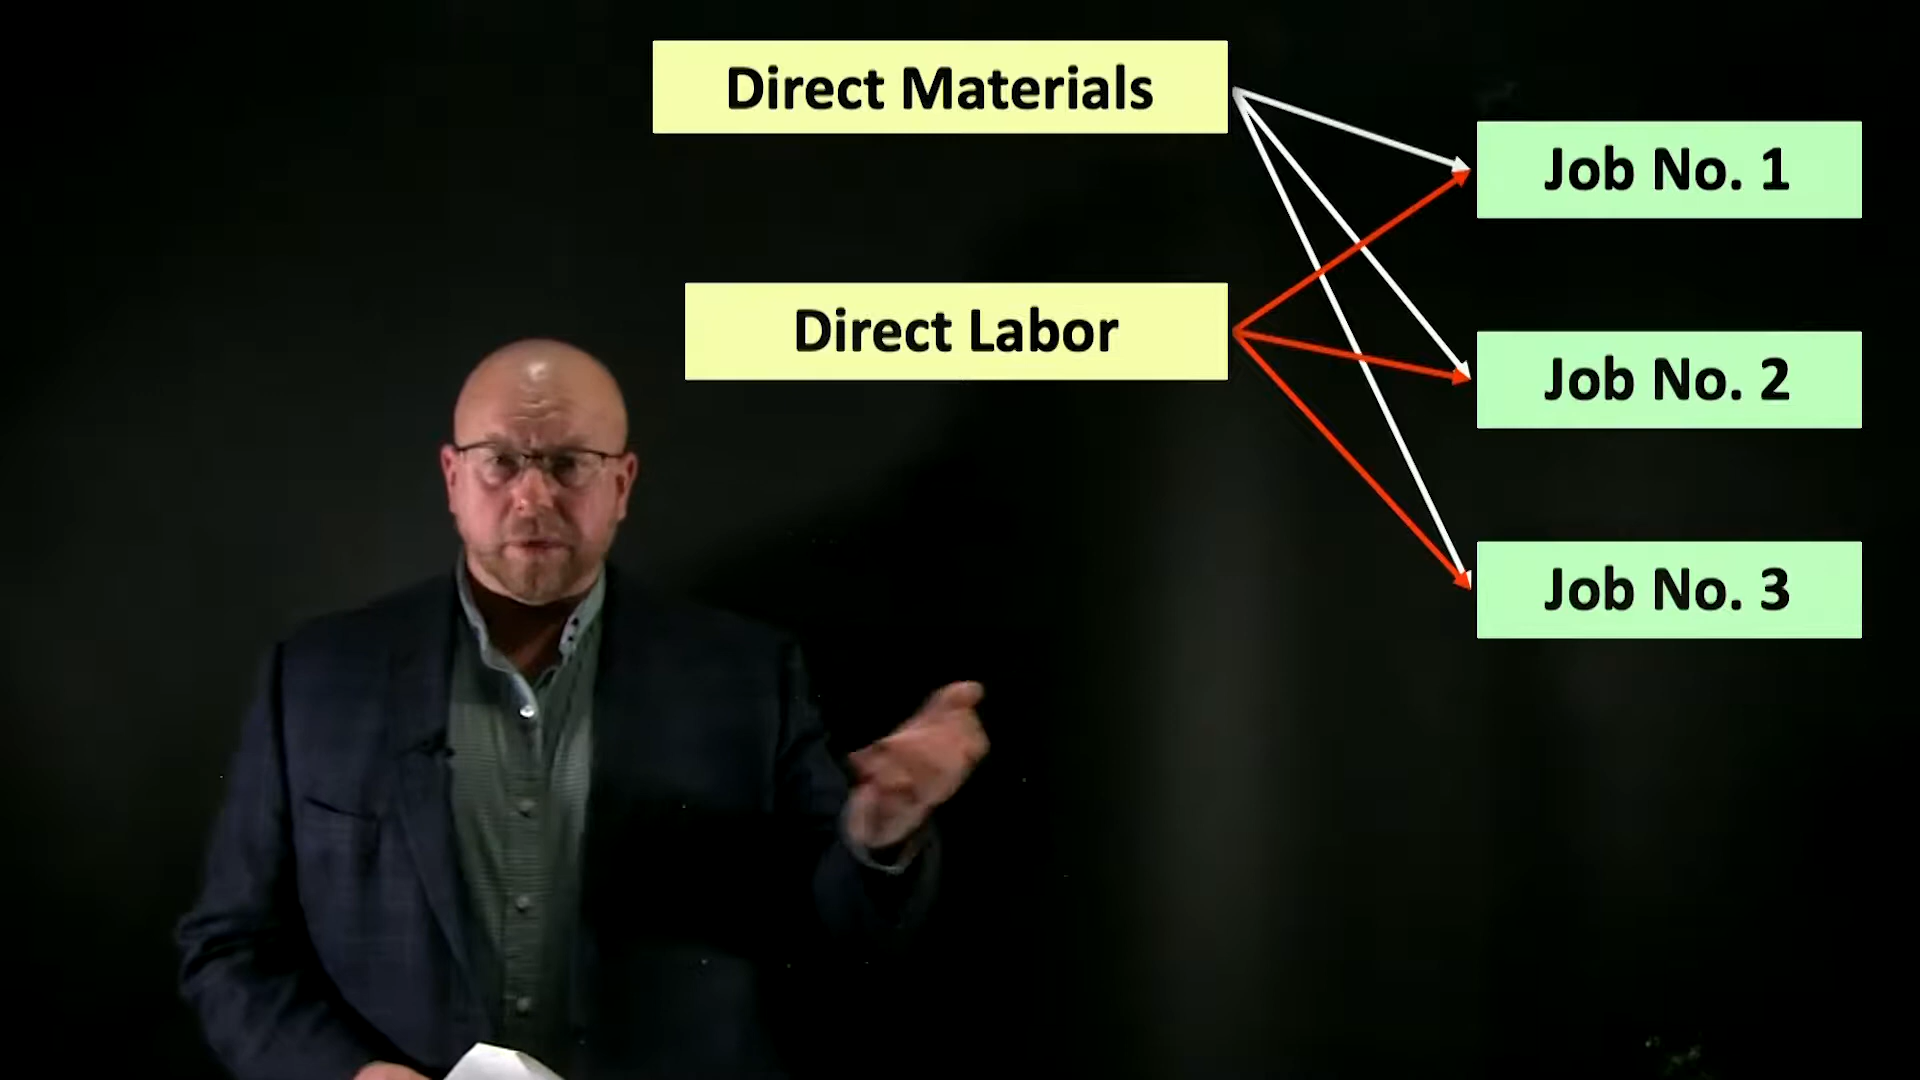 Direct Materials
Direct Labor
Job No. 1
Job No. 2
Job No. 3